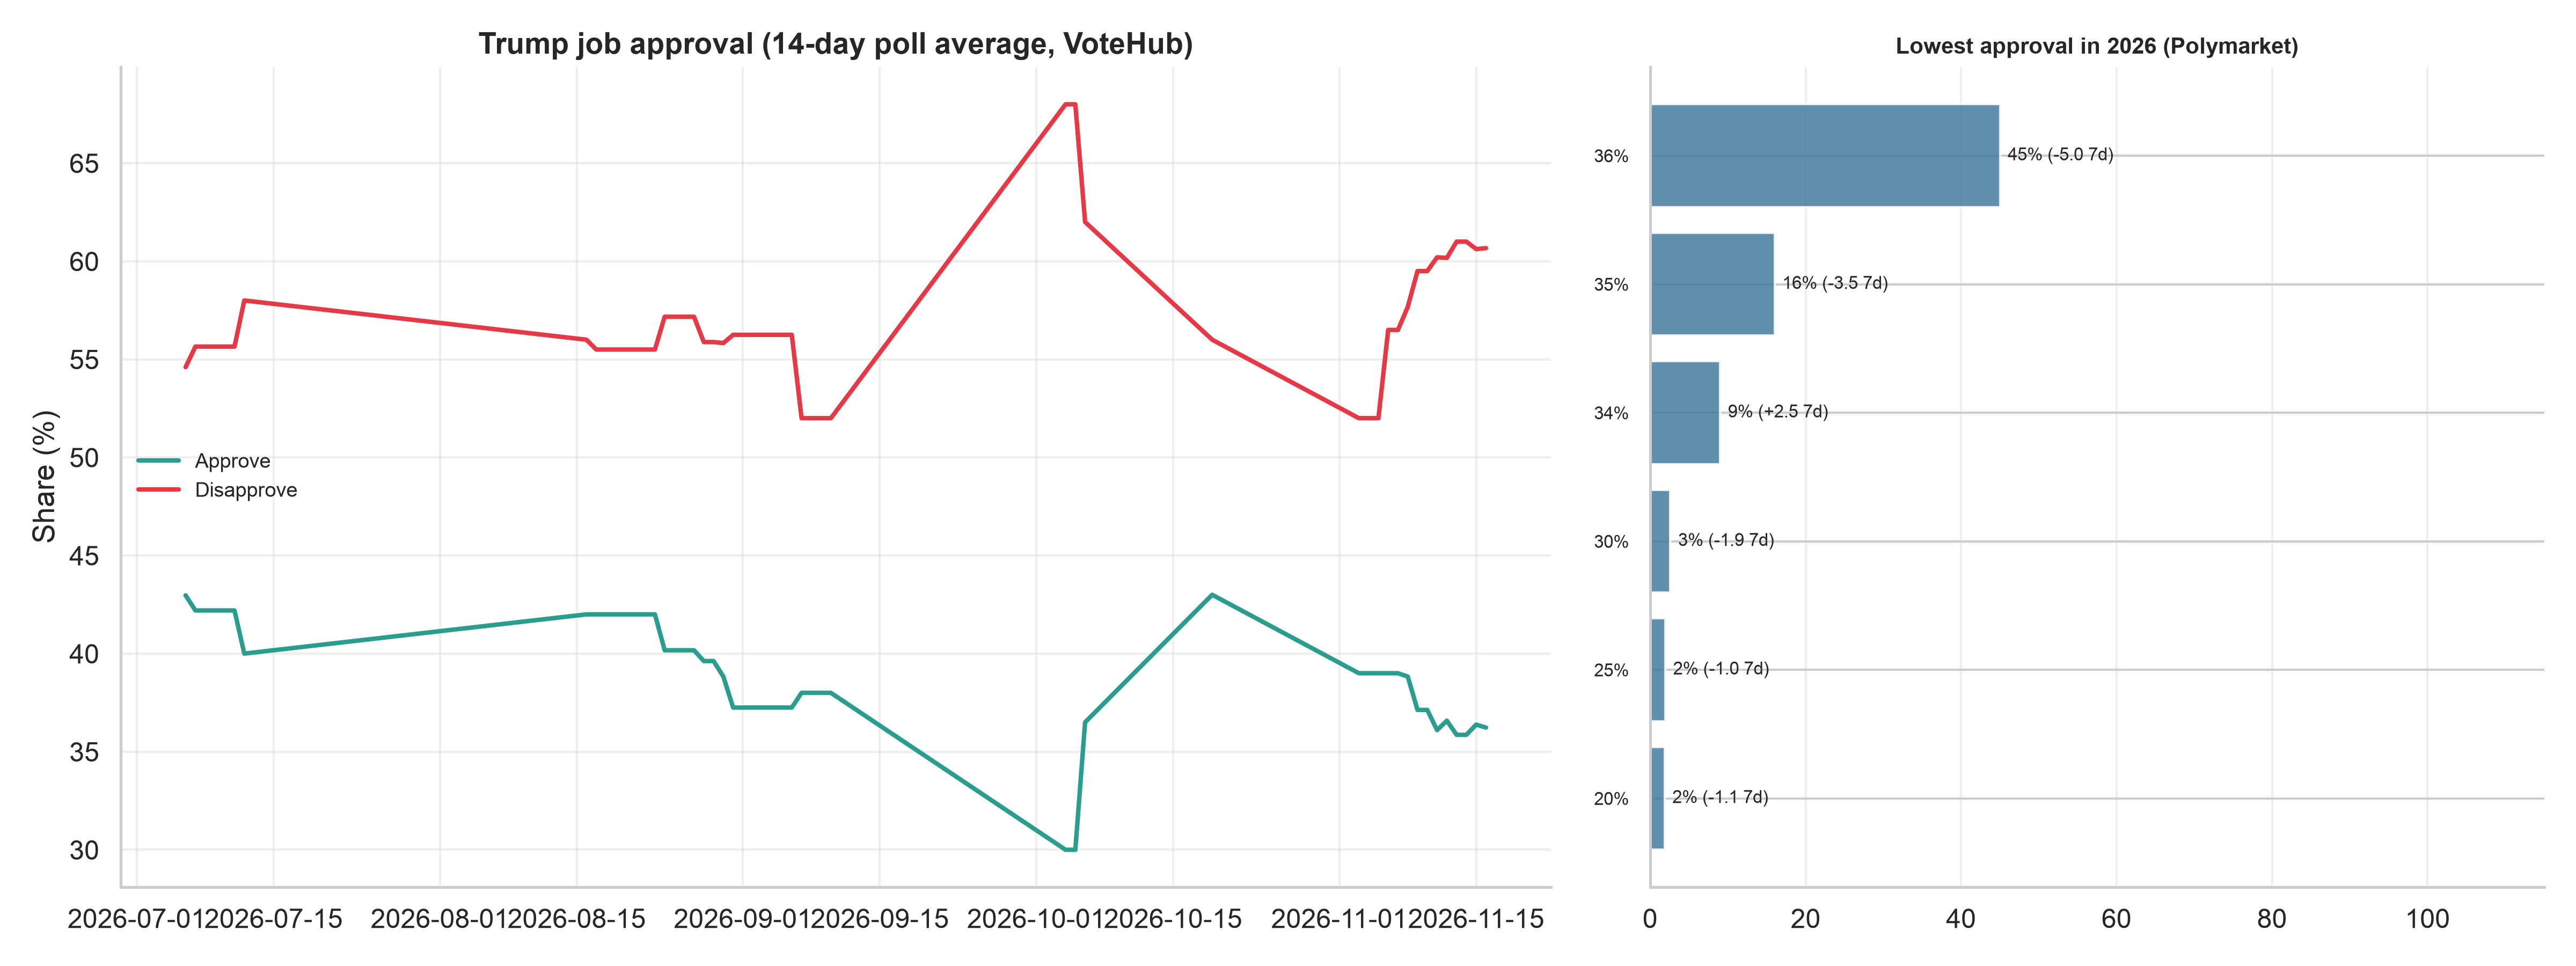 Trump job approval (14-day poll average, VoteHub)
Share (%)
65
60
55
50
45
40
35
30
Approve
Disapprove
2026-07-01 2026-07-15 2026-08-01 2026-08-15 2026-09-01 2026-09-15 2026-10-01 2026-10-15 2026-11-01 2026-11-15
Lowest approval in 2026 (Polymarket)
36% 45% (-5.0 7d)
35% 16% (-3.5 7d)
34% 9% (+2.5 7d)
30% 3% (-1.9 7d)
25% 2% (-1.0 7d)
20% 2% (-1.1 7d)
0 20 40 60 80 100